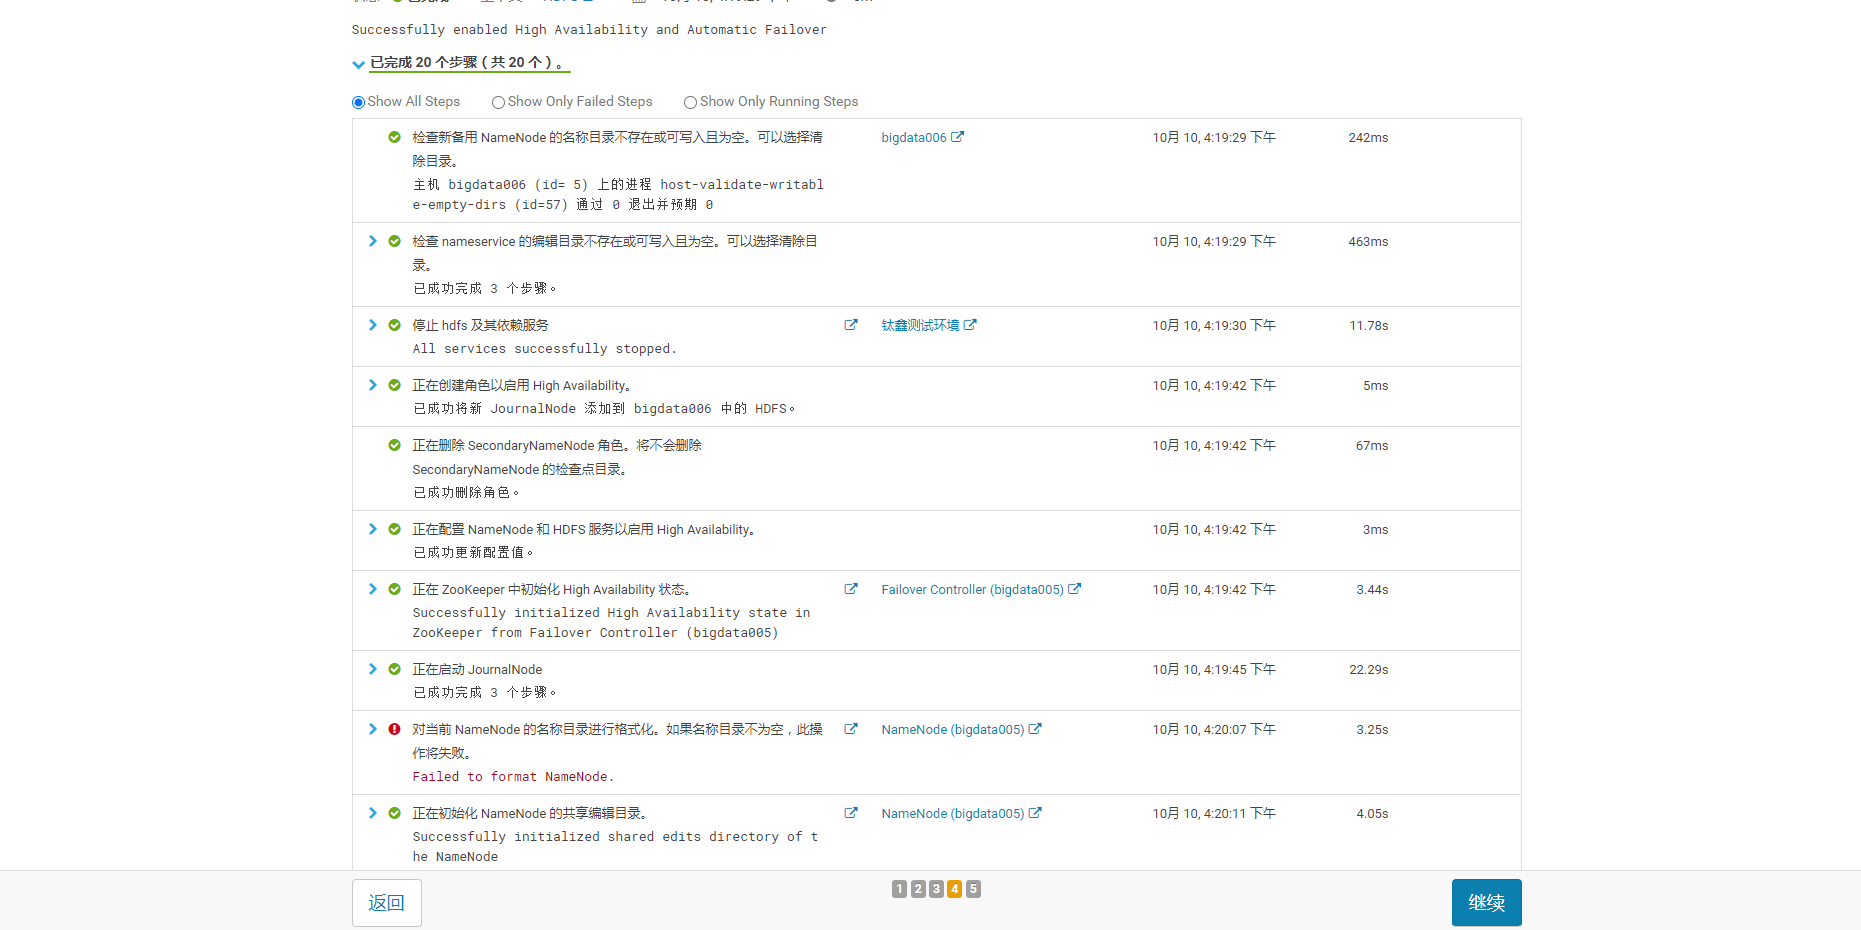 Successfully enabled High Availability and Automatic Failover
已完成 20 个步骤 ( 共 20 个 ) 。
Show All Steps Show Only Failed Steps Show Only Running Steps
检查新备用 NameNode 的名称目录不存在或可写入且为空。可以选择清 bigdata006 10月 10, 4:19:29 下午 242ms
除目录。
主机 bigdata006 (id= 5) 上的进程 host-validate-writabl
e-empty-dirs (id=57) 通过 0 退出并预期 0
检查 nameservice 的编辑目录不存在或可写入且为空。可以选择清除目 10月 10, 4:19:29 下午 463ms
录。
已成功完成 3 个步骤。
停止 hdfs 及其依赖服务 钛鑫测试环境 10月 10, 4:19:30 下午 11.78s
All services successfully stopped.
正在创建角色以启用 High Availability。 10月 10, 4:19:42 下午 5ms
已成功将新 JournalNode 添加到 bigdata006 中的 HDFS。
正在删除 SecondaryNameNode 角色。将不会删除 10月 10, 4:19:42 下午 67ms
SecondaryNameNode 的检查点目录。
已成功删除角色。
正在配置 NameNode 和 HDFS 服务以启用 High Availability。 10月 10, 4:19:42 下午 3ms
已成功更新配置值。
正在 ZooKeeper 中初始化 High Availability 状态。 Failover Controller (bigdata005) 10月 10, 4:19:42 下午 3.44s
Successfully initialized High Availability state in
ZooKeeper from Failover Controller (bigdata005)
正在启动 JournalNode 10月 10, 4:19:45 下午 22.29s
已成功完成 3 个步骤。
对当前 NameNode 的名称目录进行格式化。如果名称目录不为空，此操 NameNode (bigdata005) 10月 10, 4:20:07 下午 3.25s
作将失败。
Failed to format NameNode.
正在初始化 NameNode 的共享编辑目录。 NameNode (bigdata005) 10月 10, 4:20:11 下午 4.05s
Successfully initialized shared edits directory of t
he NameNode
返回 1 2 3 4 5 继续